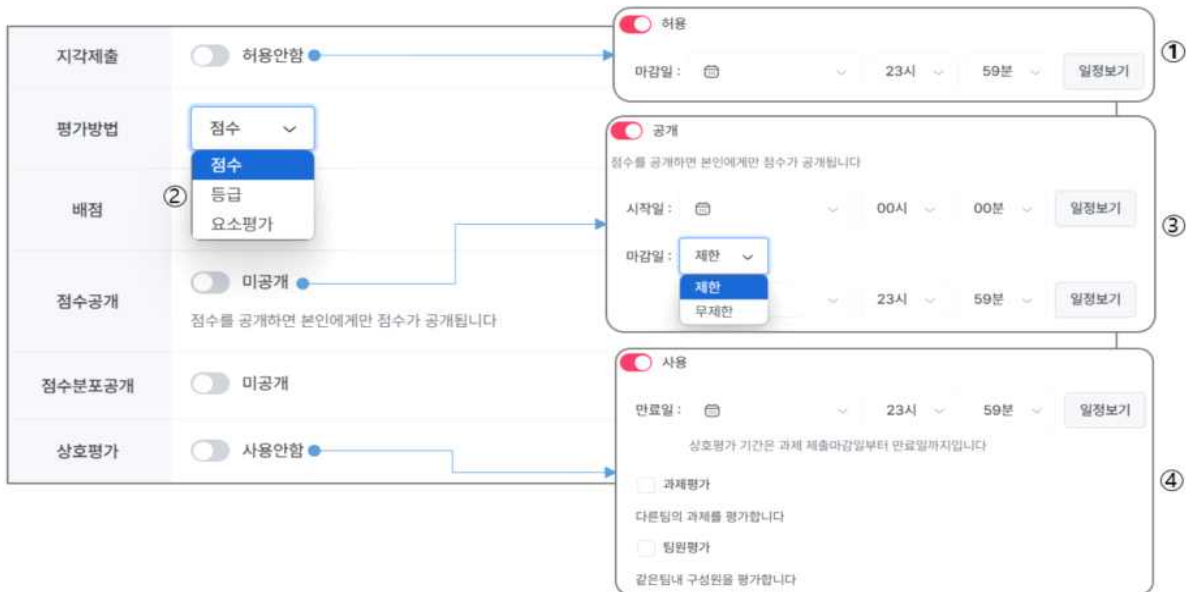 지각제출
허용안함
평가방법
점수
점수
등급
요소평가
②
배점
점수공개
미공개
점수를 공개하면 본인에게만 점수가 공개됩니다
점수분포공개
미공개
상호평가
사용안함
허용
마감일 : 23시 59분 일정보기
①
공개
점수를 공개하면 본인에게만 점수가 공개됩니다
시작일 : 00시 00분 일정보기
마감일 : 제한
제한
무제한
23시 59분 일정보기
③
사용
만료일 : 23시 59분 일정보기
상호평가 기간은 과제 제출마감일부터 만료일까지입니다
과제평가
다른팀의 과제를 평가합니다
팀원평가
같은팀내 구성원을 평가합니다
④